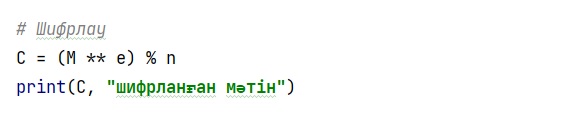 # Шифрлау
C = (M ** e) % n
print(C, "шифрланған мәтін")